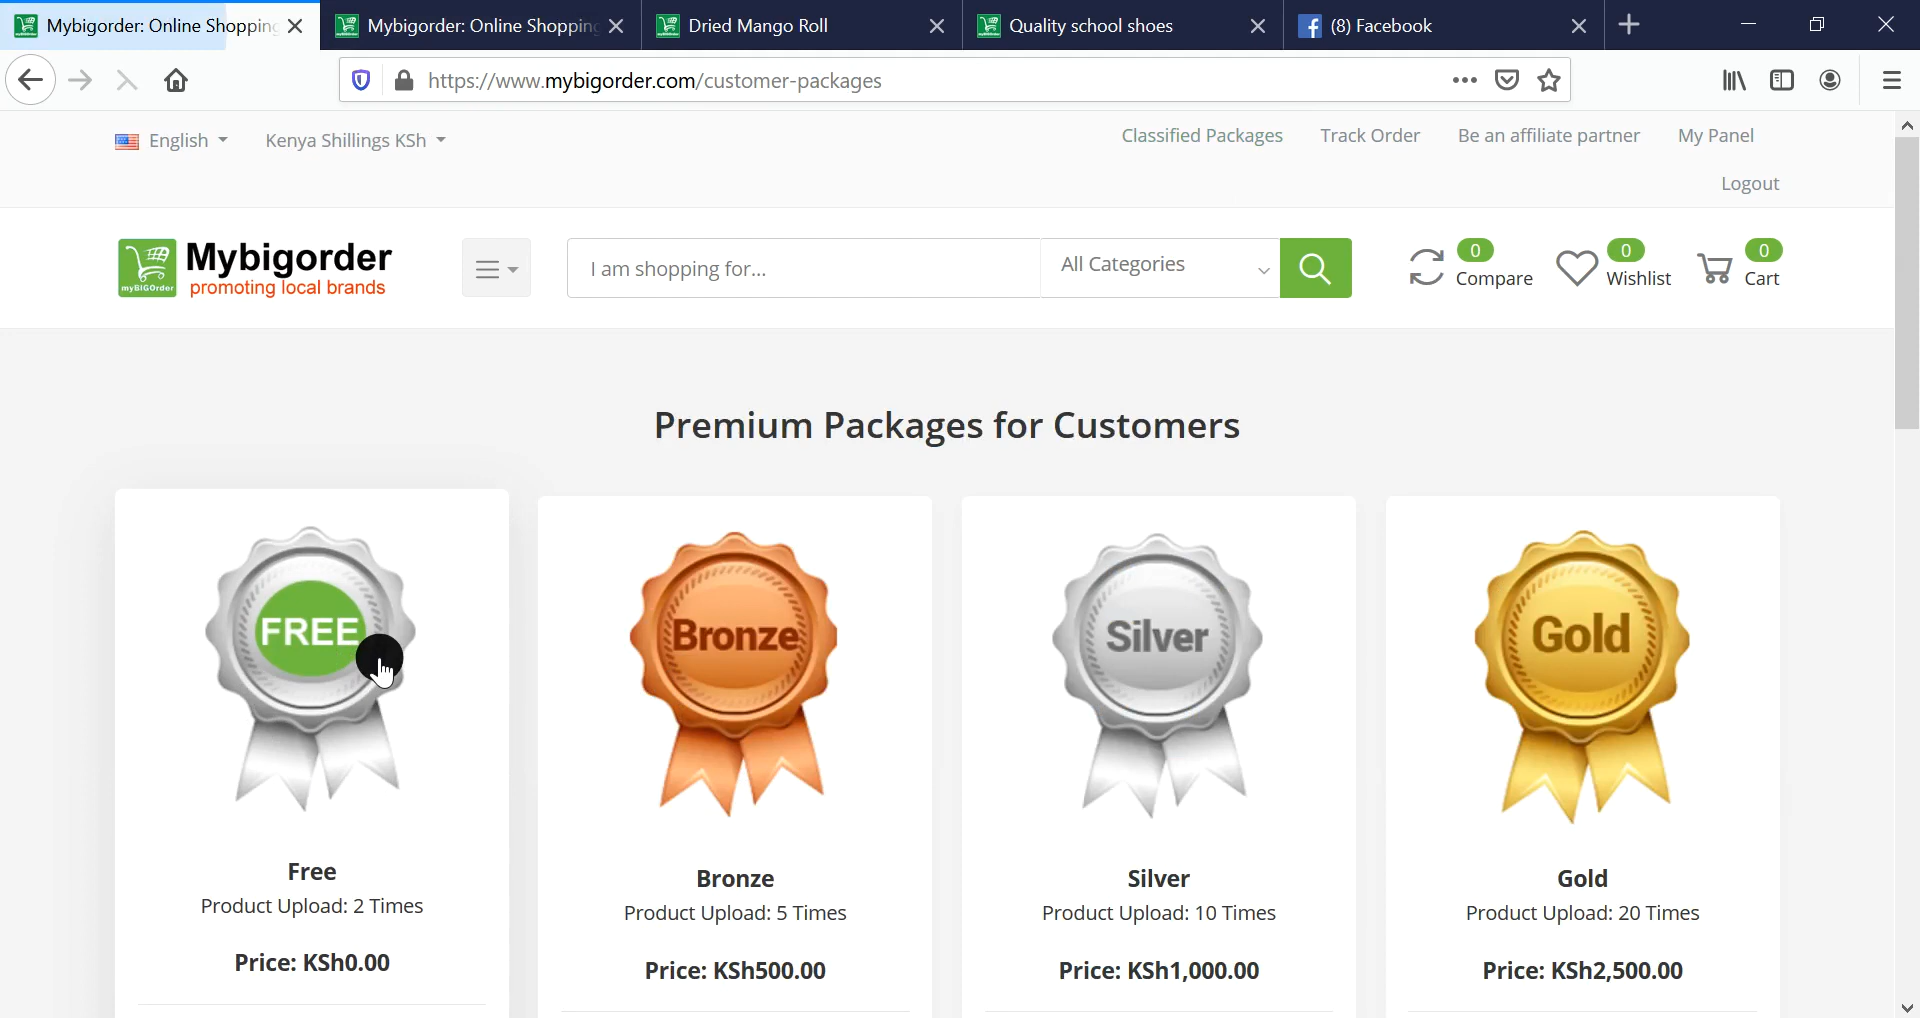 Mybigorder: Online Shopping
Mybigorder: Online Shopping
Dried Mango Roll
Quality school shoes
(8) Facebook
https://www.mybigorder.com/customer-packages
English
Kenya Shillings KSh
Classified Packages
Track Order
Be an affiliate partner
My Panel
Logout
myBIGOrder
Mybigorder
promoting local brands
I am shopping for...
All Categories
0
Compare
0
Wishlist
0
Cart
Premium Packages for Customers
FREE
Bronze
Silver
Gold
Free
Bronze
Silver
Gold
Product Upload: 2 Times
Product Upload: 5 Times
Product Upload: 10 Times
Product Upload: 20 Times
Price: KSh0.00
Price: KSh500.00
Price: KSh1,000.00
Price: KSh2,500.00